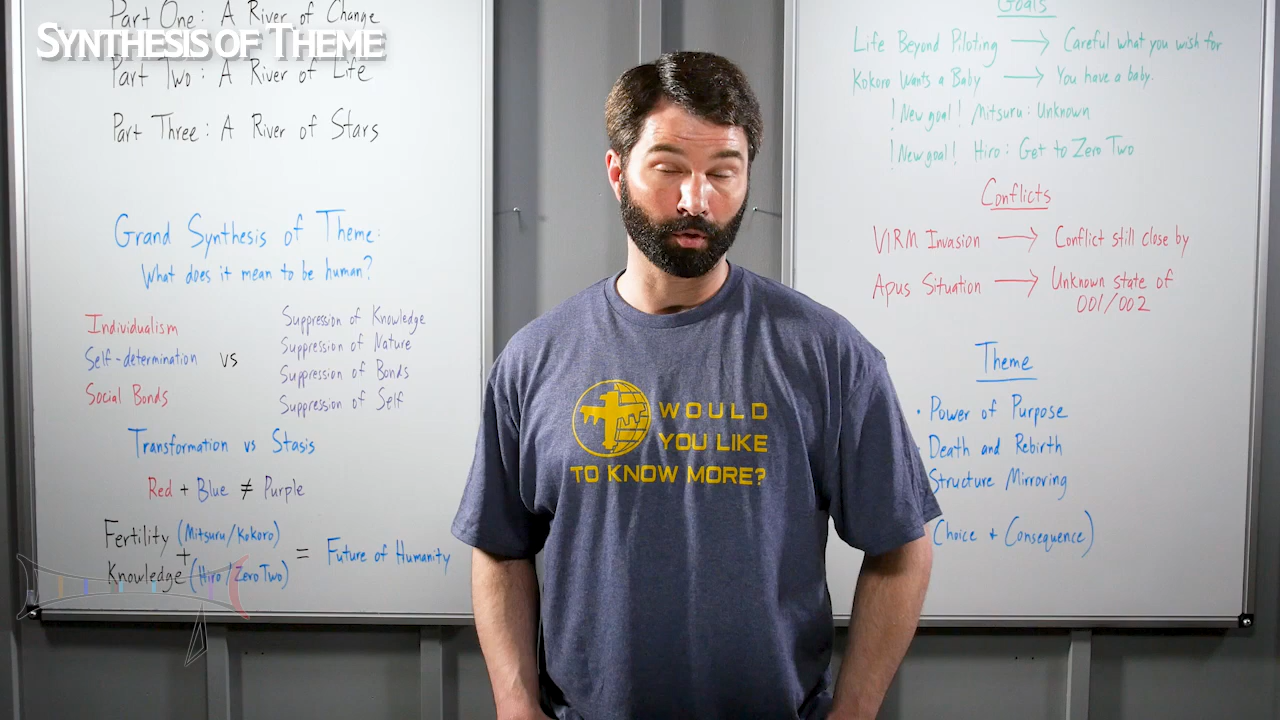 Part One: A River of Change
SYNTHESIS OF THEME
Part Two: A River of Life
Part Three: A River of Stars
Grand Synthesis of Theme:
What does it mean to be human?
Individualism
Self-determination vs
Social Bonds
Suppression of Knowledge
Suppression of Nature
Suppression of Bonds
Suppression of Self
Transformation vs Stasis
Red + Blue ≠ Purple
Fertility (Mitsuru/Kokoro)
+
Knowledge (Hiro/Zero Two)
= Future of Humanity
WOULD
YOU LIKE
TO KNOW MORE?
Goals
Life Beyond Piloting → Careful what you wish for
Kokoro Wants a Baby → You have a baby.
! New goal! Mitsuru: Unknown
! New goal! Hiro: Get to Zero Two
Conflicts
VIRM Invasion → Conflict still close by
Apus Situation → Unknown state of
001/002
Theme
• Power of Purpose
Death and Rebirth
Structure Mirroring
(Choice + Consequence)